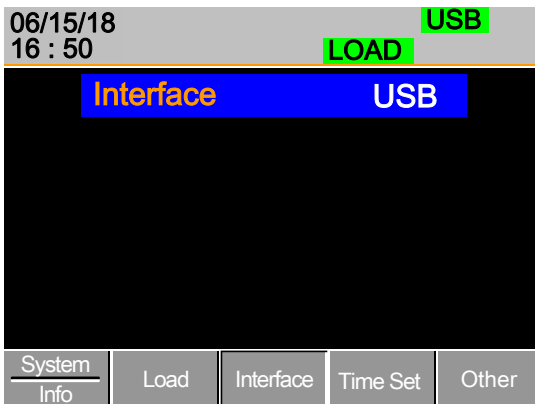 06/15/18 USB
16 : 50 LOAD
Interface USB
System
Info
Load
Interface
Time Set
Other